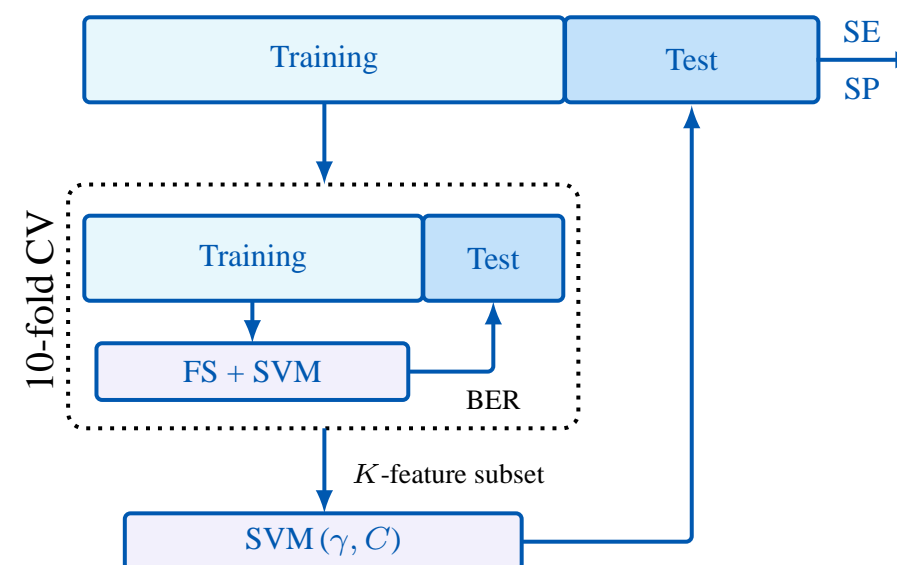 Training
Test
SE
SP
10-fold CV
Training
Test
FS + SVM
BER
K-feature subset
SVM (γ, C)